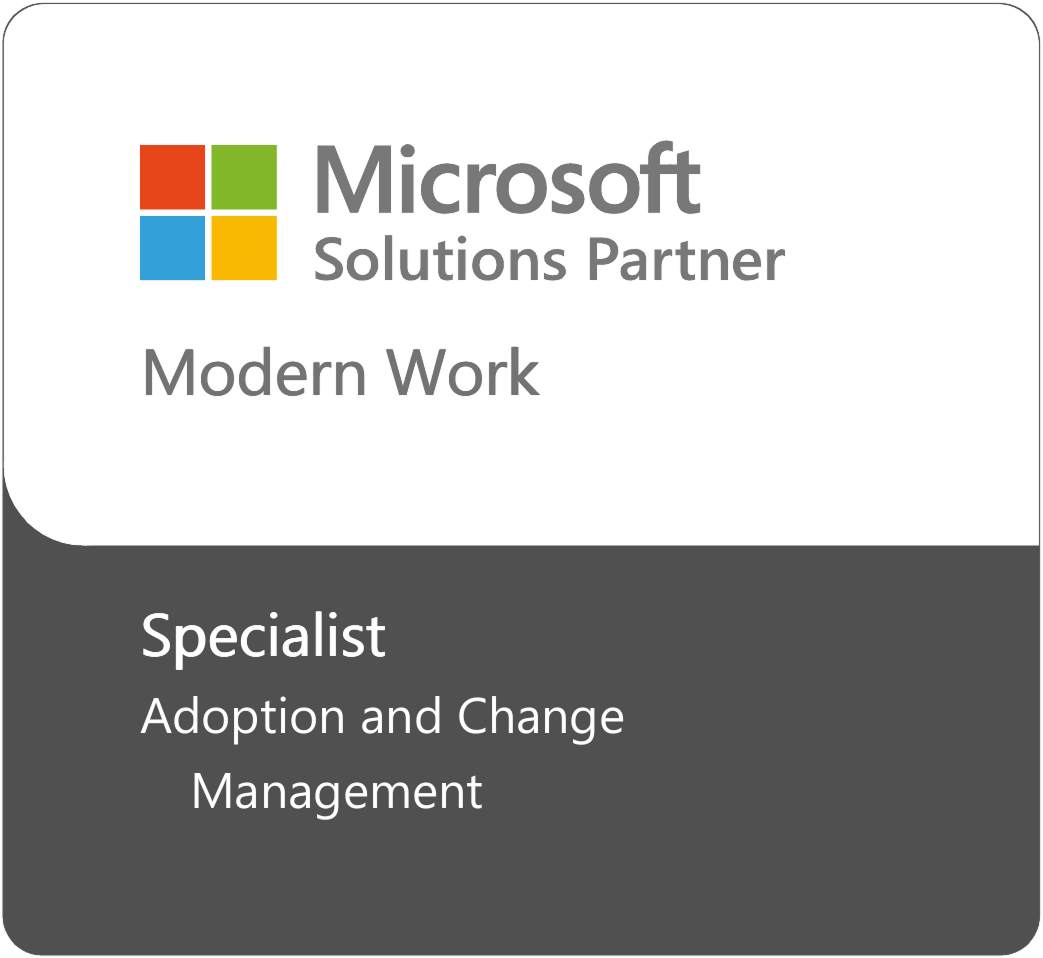 Microsoft
Solutions Partner
Modern Work
Specialist
Adoption and Change
Management